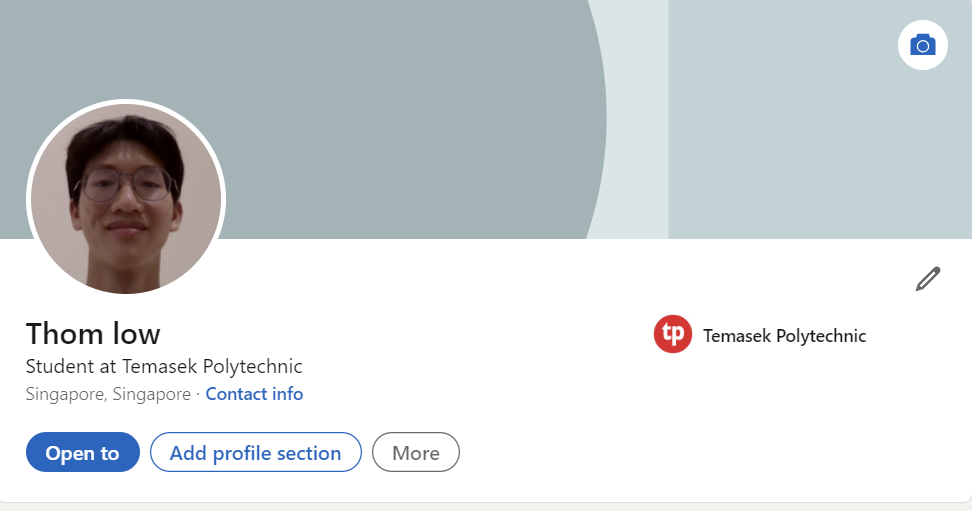 Thom low
Student at Temasek Polytechnic
Singapore, Singapore · Contact info
tp Temasek Polytechnic
Open to
Add profile section
More